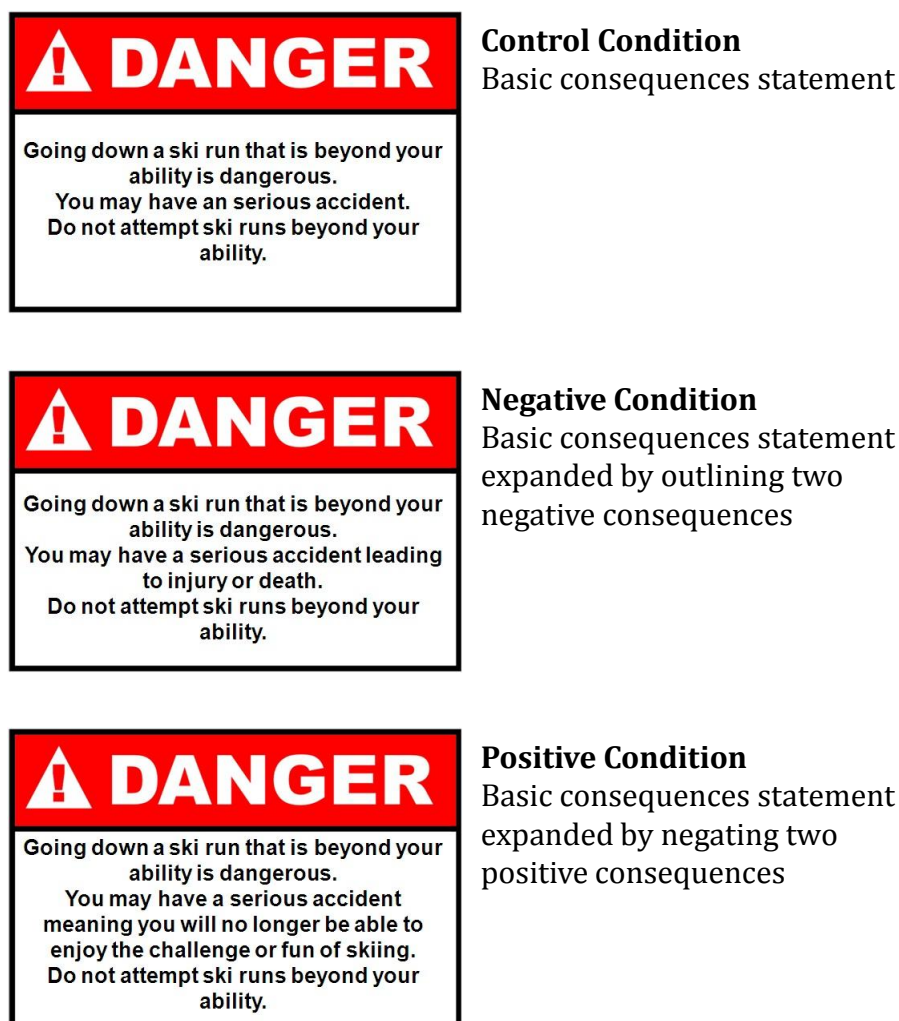 DANGER
Going down a ski run that is beyond your
ability is dangerous.
You may have an serious accident.
Do not attempt ski runs beyond your
ability.
Control Condition
Basic consequences statement
DANGER
Going down a ski run that is beyond your
ability is dangerous.
You may have a serious accident leading
to injury or death.
Do not attempt ski runs beyond your
ability.
Negative Condition
Basic consequences statement
expanded by outlining two
negative consequences
DANGER
Going down a ski run that is beyond your
ability is dangerous.
You may have a serious accident
meaning you will no longer be able to
enjoy the challenge or fun of skiing.
Do not attempt ski runs beyond your
ability.
Positive Condition
Basic consequences statement
expanded by negating two
positive consequences